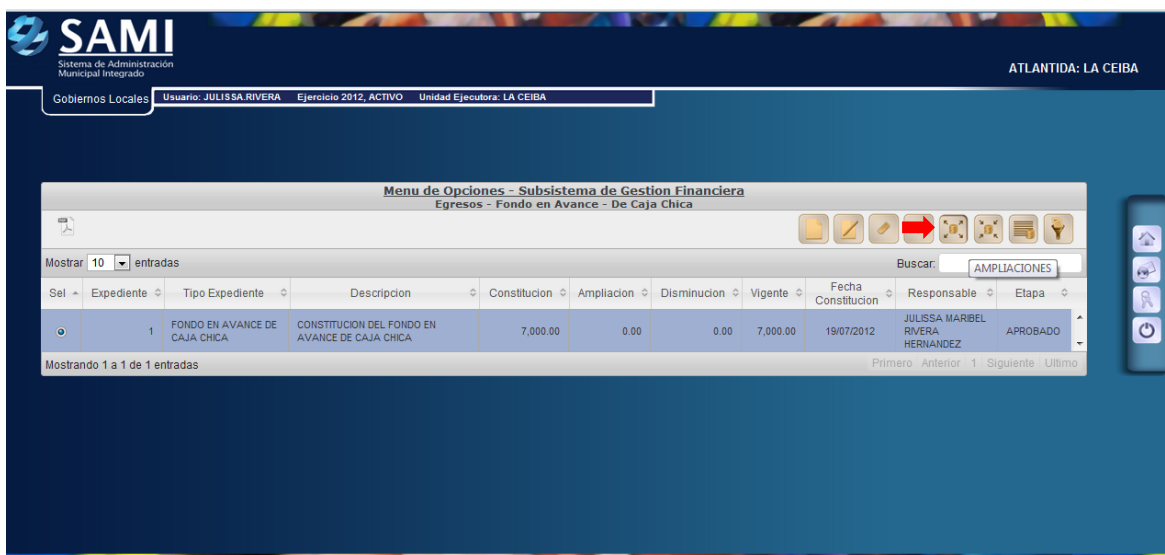 SAMI
Sistema de Administración
Municipal Integrado
ATLANTIDA: LA CEIBA
Gobiernos Locales
Usuario: JULISSA.RIVERA Ejercicio 2012, ACTIVO Unidad Ejecutora: LA CEIBA
Menu de Opciones - Subsistema de Gestion Financiera
Egresos - Fondo en Avance - De Caja Chica
Mostrar 10 entradas
Buscar:
AMPLIACIONES
Sel Expediente Tipo Expediente Descripcion Constitucion Ampliacion Disminucion Vigente Fecha Constitucion Responsable Etapa
1 FONDO EN AVANCE DE CAJA CHICA CONSTITUCION DEL FONDO EN AVANCE DE CAJA CHICA 7,000.00 0.00 0.00 7,000.00 19/07/2012 JULISSA MARIBEL RIVERA HERNANDEZ APROBADO
Mostrando 1 a 1 de 1 entradas
Primero Anterior 1 Siguiente Ultimo